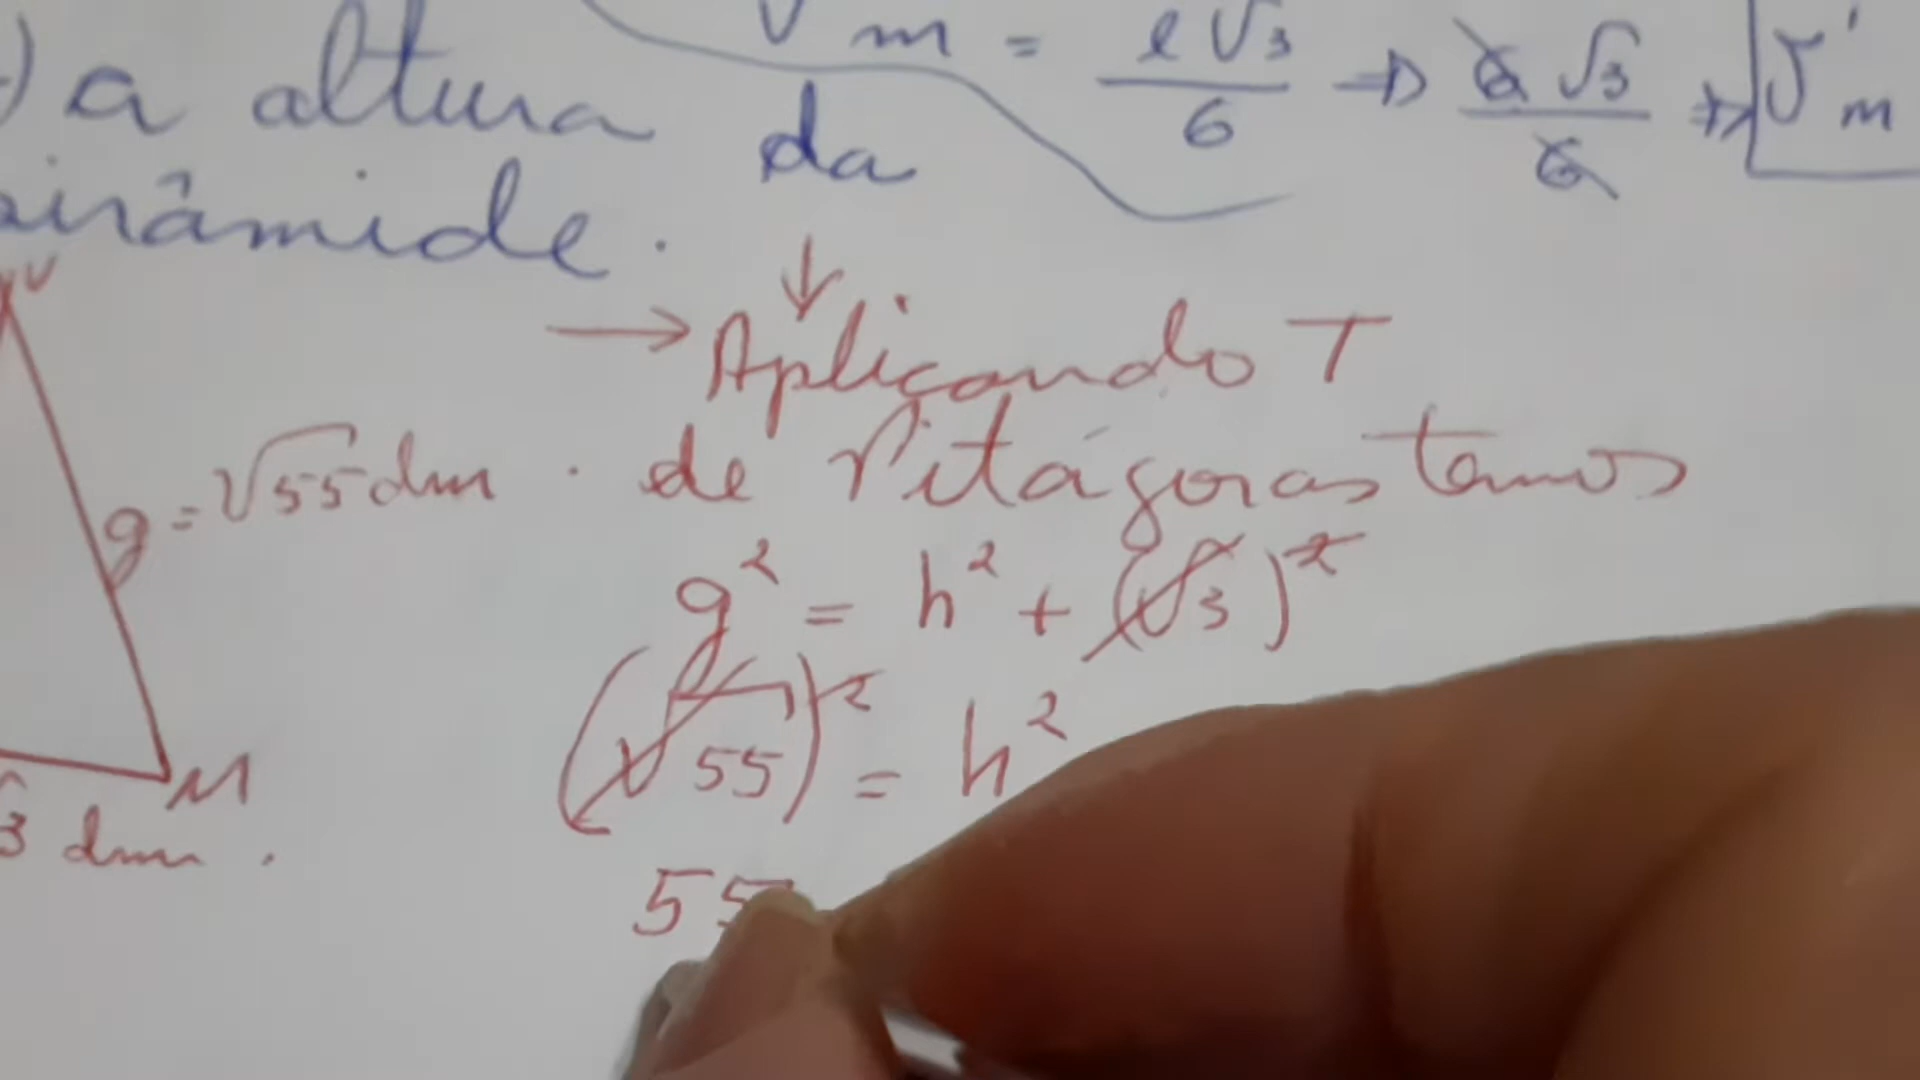 ) a altura da
pirâmide.
m = l√3/6 ⇒ 6√3/6 ⇒ m
V
→ Aplicando T
g = √55 dm . de Pitágoras temos
g² = h² + (√3)²
(√55)² = h²
M
3 dm .
55